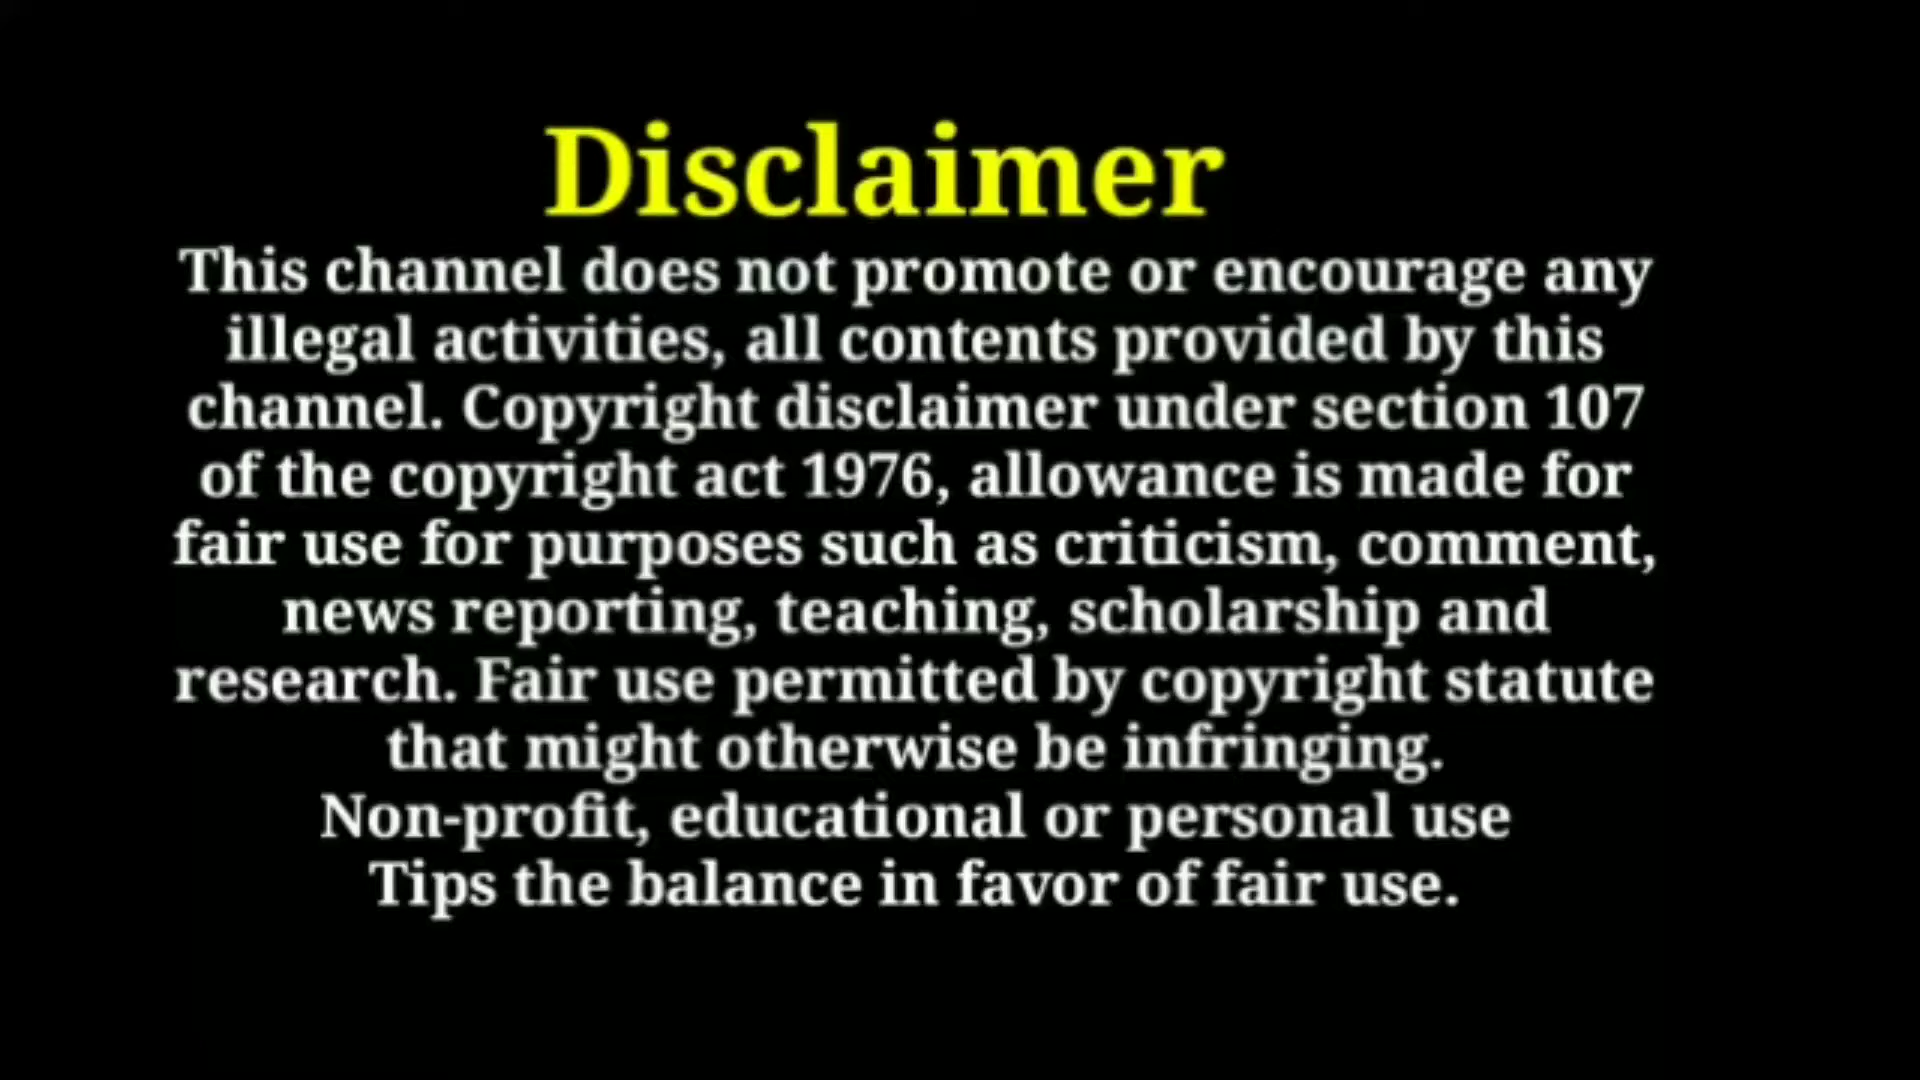 Disclaimer
This channel does not promote or encourage any
illegal activities, all contents provided by this
channel. Copyright disclaimer under section 107
of the copyright act 1976, allowance is made for
fair use for purposes such as criticism, comment,
news reporting, teaching, scholarship and
research. Fair use permitted by copyright statute
that might otherwise be infringing.
Non-profit, educational or personal use
Tips the balance in favor of fair use.